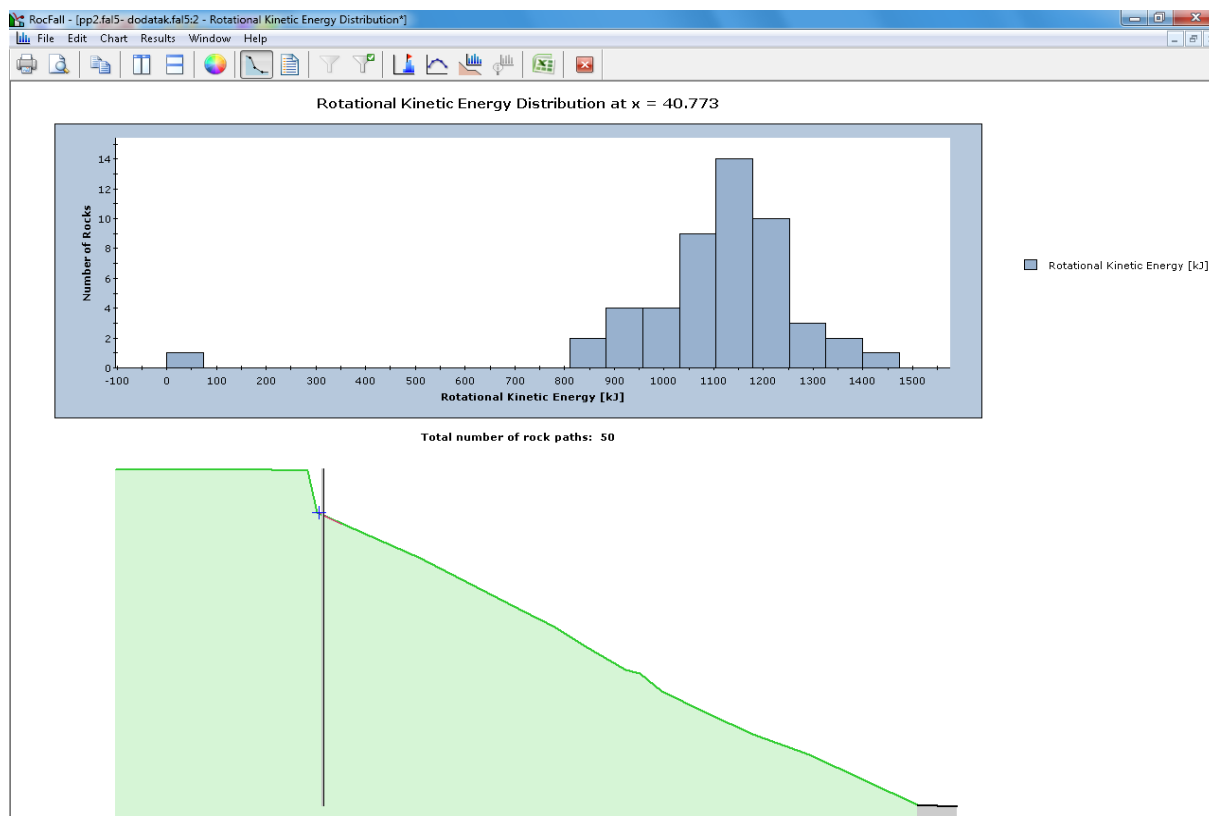 RocFall - [pp2.fal5- dodatak.fal5:2 - Rotational Kinetic Energy Distribution*]
File Edit Chart Results Window Help
Rotational Kinetic Energy Distribution at x = 40.773
14
12
10
8
6
4
2
0
Number of Rocks
-100 0 100 200 300 400 500 600 700 800 900 1000 1100 1200 1300 1400 1500
Rotational Kinetic Energy [kJ]
Rotational Kinetic Energy [kJ]
Total number of rock paths: 50